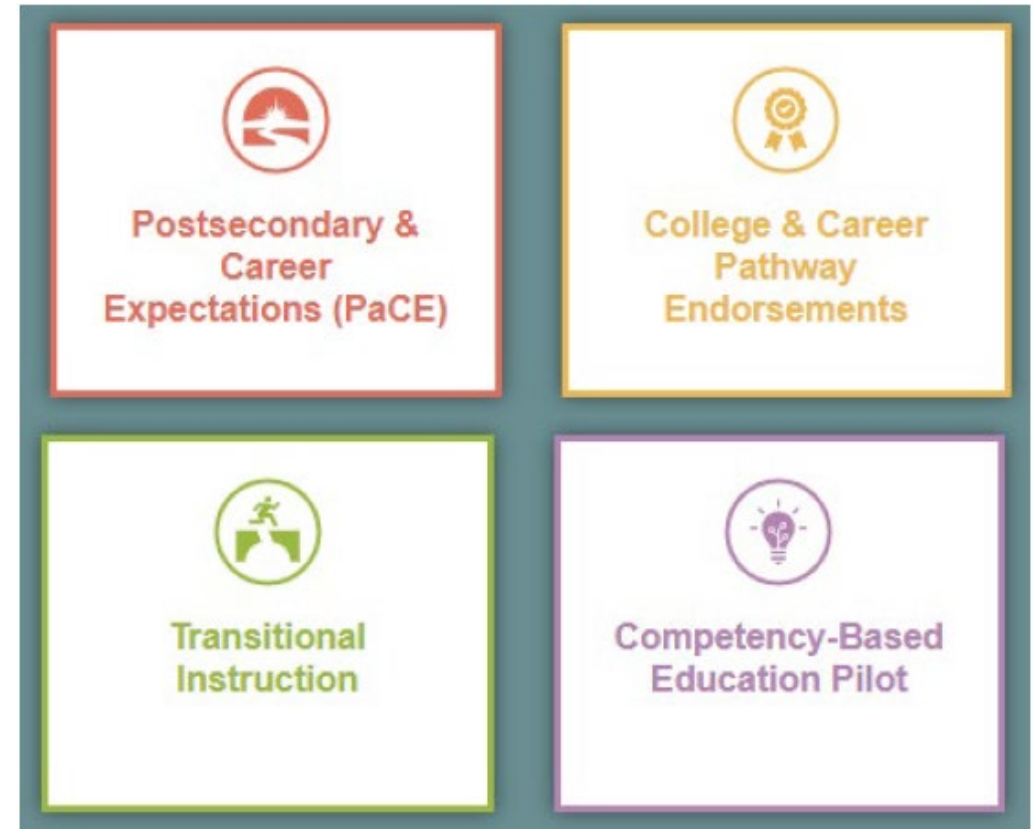 Postsecondary &
Career
Expectations (PaCE)
College & Career
Pathway
Endorsements
Transitional
Instruction
Competency-Based
Education Pilot